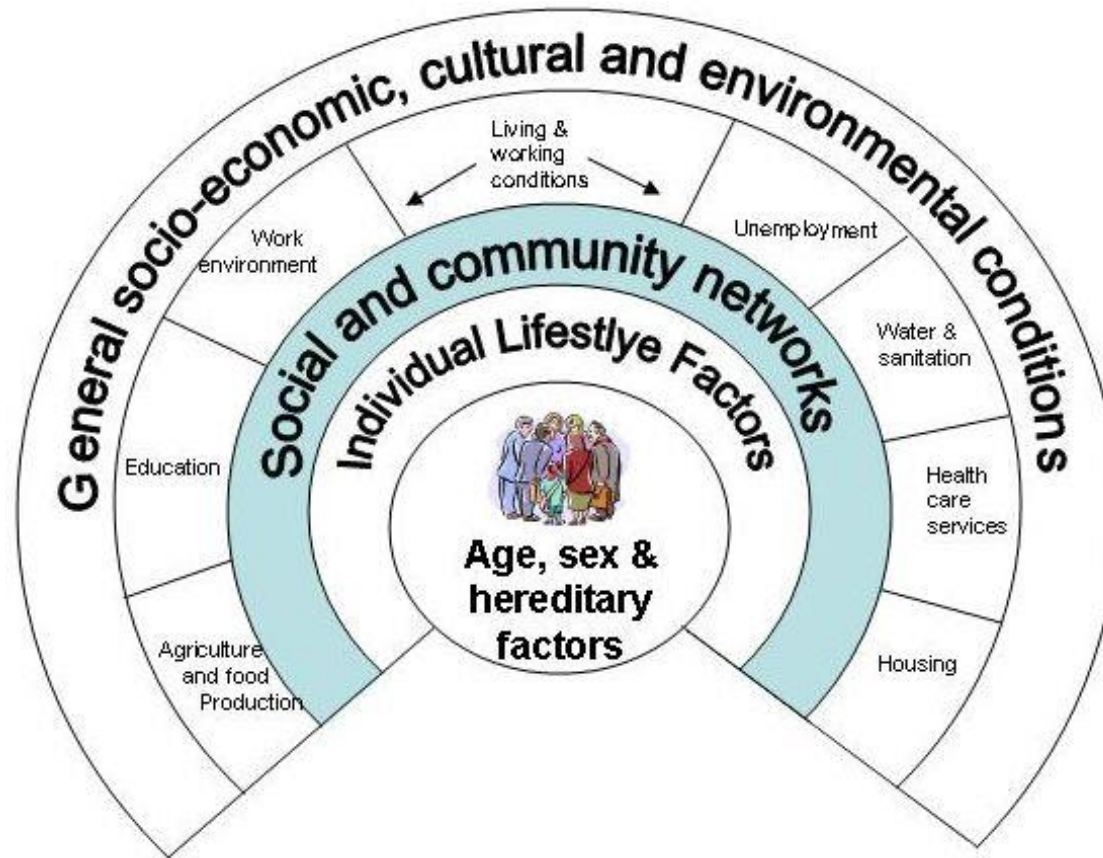 General socio-economic, cultural and environmental conditions
Living &
working
conditions
Work
environment
Unemployment
Social and community networks
Water &
sanitation
Individual Lifestlye Factors
Education
Health
care
services
Age, sex &
hereditary
factors
Agriculture
and food
Production
Housing